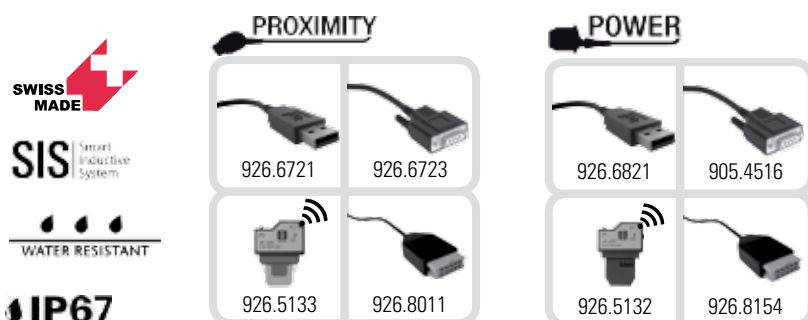 PROXIMITY
POWER
SWISS
MADE
SIS Smart
Inductive
System
WATER RESISTANT
IP67
926.6721
926.6723
926.6821
905.4516
926.5133
926.8011
926.5132
926.8154